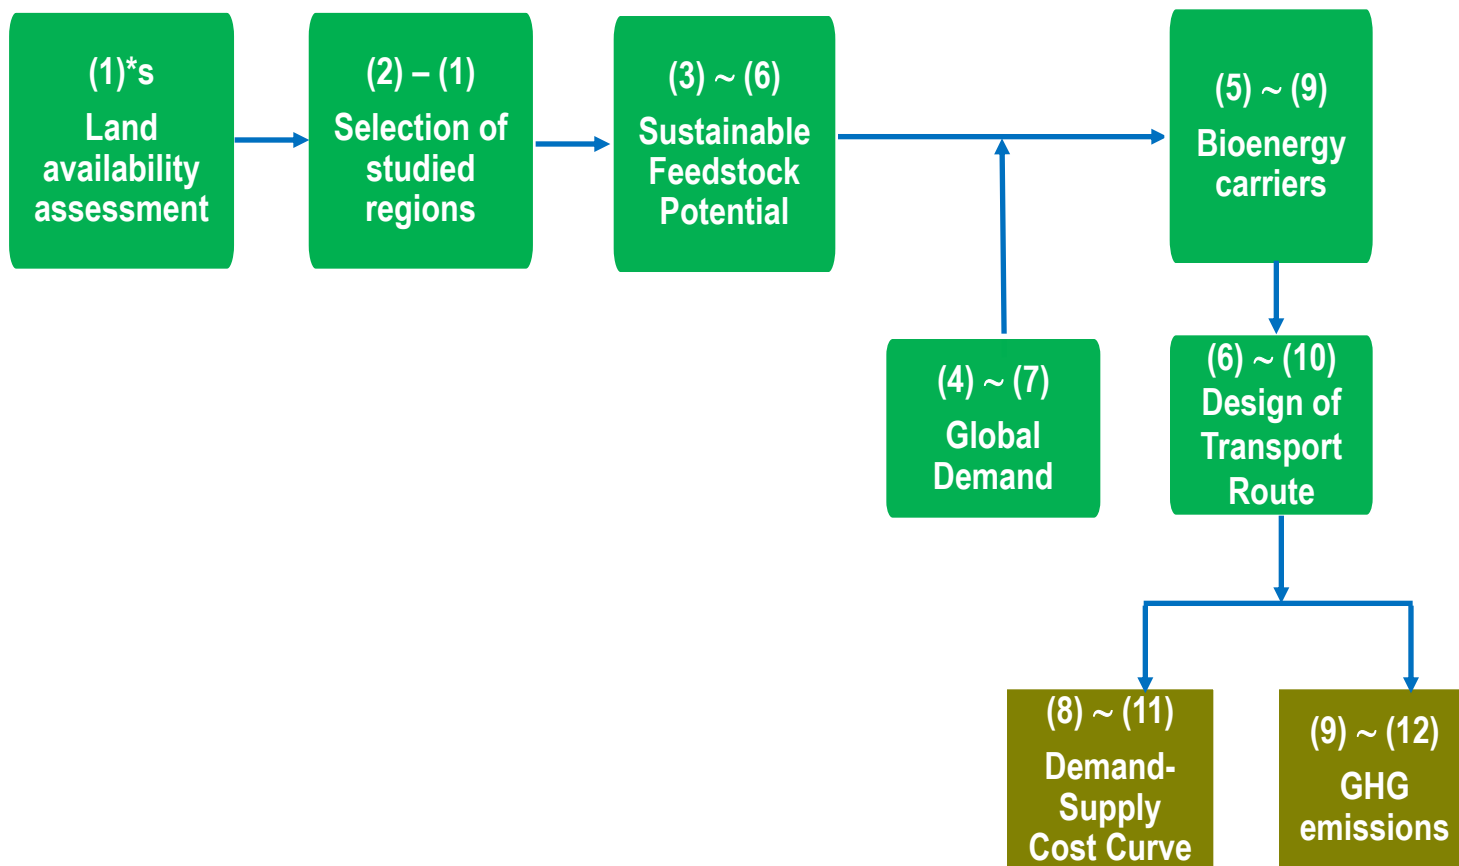 (1)*s
Land
availability
assessment
(2) – (1)
Selection of
studied
regions
(3) ~ (6)
Sustainable
Feedstock
Potential
(5) ~ (9)
Bioenergy
carriers
(4) ~ (7)
Global
Demand
(6) ~ (10)
Design of
Transport
Route
(8) ~ (11)
Demand-
Supply
Cost Curve
(9) ~ (12)
GHG
emissions